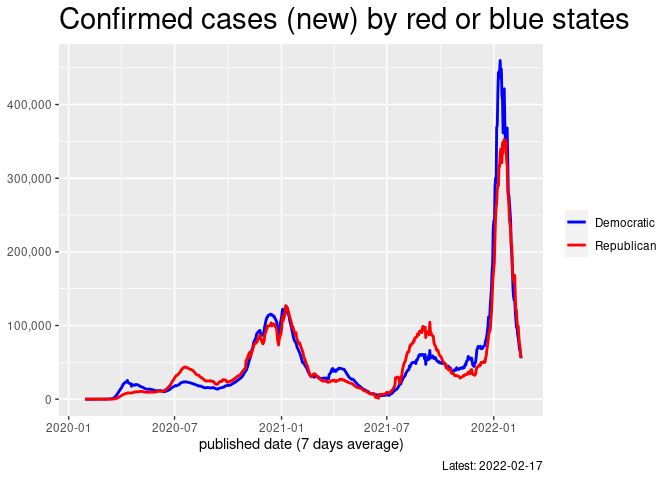 Confirmed cases (new) by red or blue states
400,000
300,000
200,000
100,000
0
2020-01
2020-07
2021-01
2021-07
2022-01
published date (7 days average)
Democratic
Republican
Latest: 2022-02-17